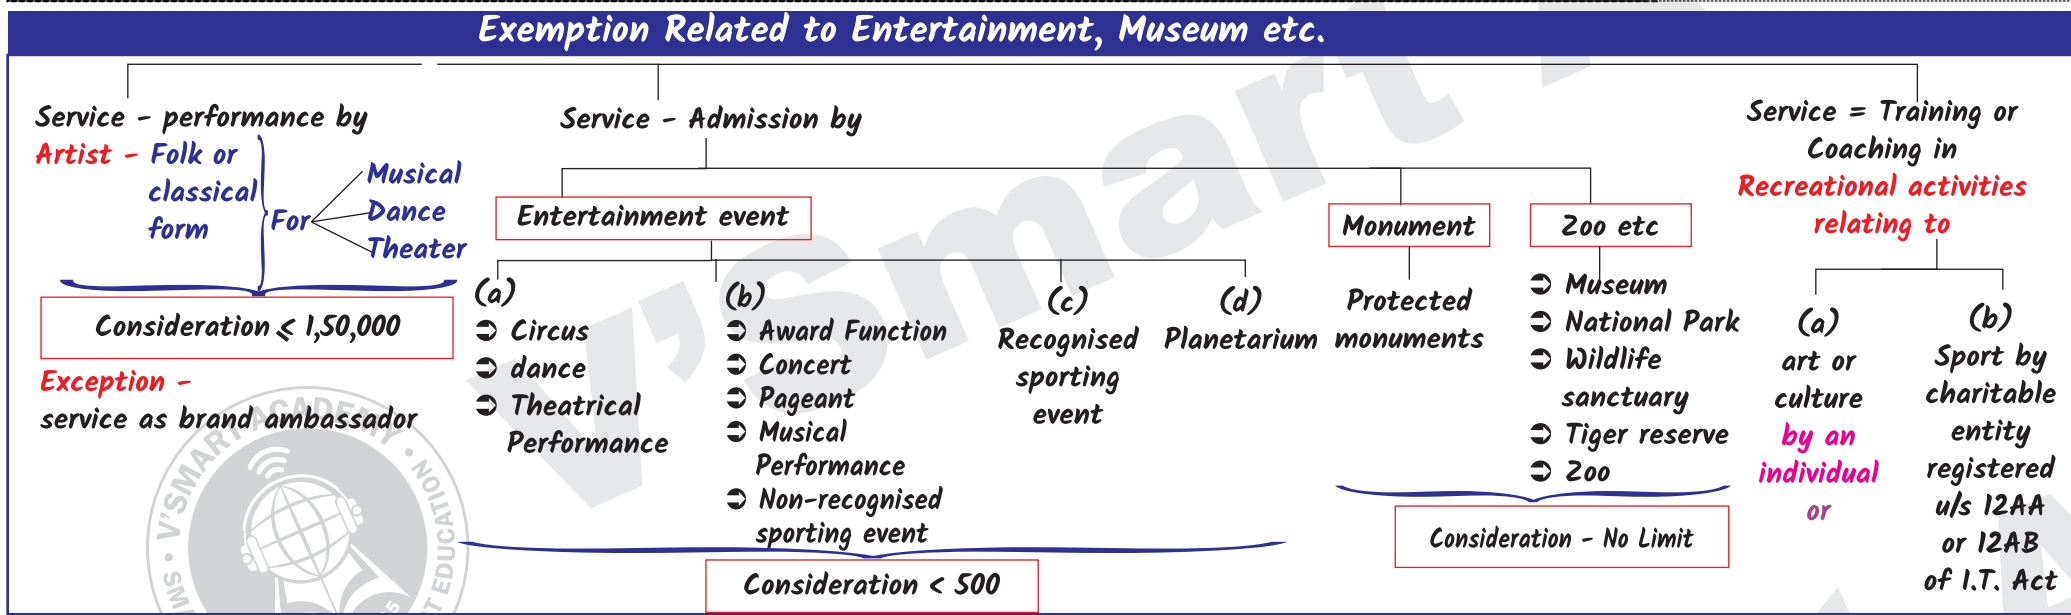 Exemption Related to Entertainment, Museum etc.
Service - performance by
Artist - Folk or
classical
form
For
Musical
Dance
Theater
Consideration ≤ 1,50,000
Exception -
service as brand ambassador
Service - Admission by
Entertainment event
(a)
➲ Circus
➲ dance
➲ Theatrical
Performance
(b)
➲ Award Function
➲ Concert
➲ Pageant
➲ Musical
Performance
➲ Non-recognised
sporting event
(c)
Recognised
sporting
event
(d)
Planetarium
Consideration < 500
Monument
Protected
monuments
Zoo etc
➲ Museum
➲ National Park
➲ Wildlife
sanctuary
➲ Tiger reserve
➲ Zoo
Consideration - No Limit
Service = Training or
Coaching in
Recreational activities
relating to
(a)
art or
culture
by an
individual
or
(b)
Sport by
charitable
entity
registered
u/s 12AA
or 12AB
of I.T. Act
V'Smart
V'SMART ACADEMY